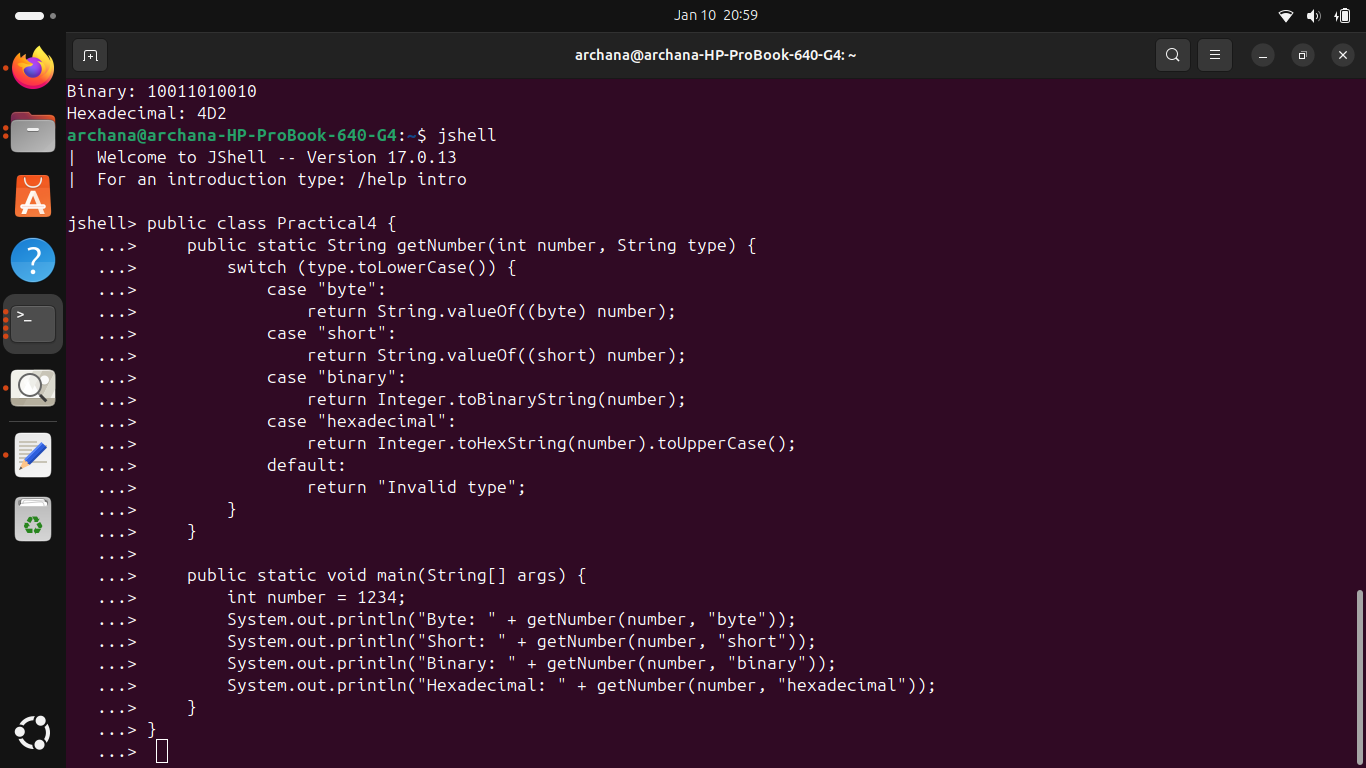 Jan 10  20:59
archana@archana-HP-ProBook-640-G4: ~
Binary: 10011010010
Hexadecimal: 4D2
archana@archana-HP-ProBook-640-G4:~$ jshell
|  Welcome to JShell -- Version 17.0.13
|  For an introduction type: /help intro
jshell> public class Practical4 {
   ...>     public static String getNumber(int number, String type) {
   ...>         switch (type.toLowerCase()) {
   ...>             case "byte":
   ...>                 return String.valueOf((byte) number);
   ...>             case "short":
   ...>                 return String.valueOf((short) number);
   ...>             case "binary":
   ...>                 return Integer.toBinaryString(number);
   ...>             case "hexadecimal":
   ...>                 return Integer.toHexString(number).toUpperCase();
   ...>             default:
   ...>                 return "Invalid type";
   ...>         }
   ...>     }
   ...>
   ...>     public static void main(String[] args) {
   ...>         int number = 1234;
   ...>         System.out.println("Byte: " + getNumber(number, "byte"));
   ...>         System.out.println("Short: " + getNumber(number, "short"));
   ...>         System.out.println("Binary: " + getNumber(number, "binary"));
   ...>         System.out.println("Hexadecimal: " + getNumber(number, "hexadecimal"));
   ...>     }
   ...> }
   ...>